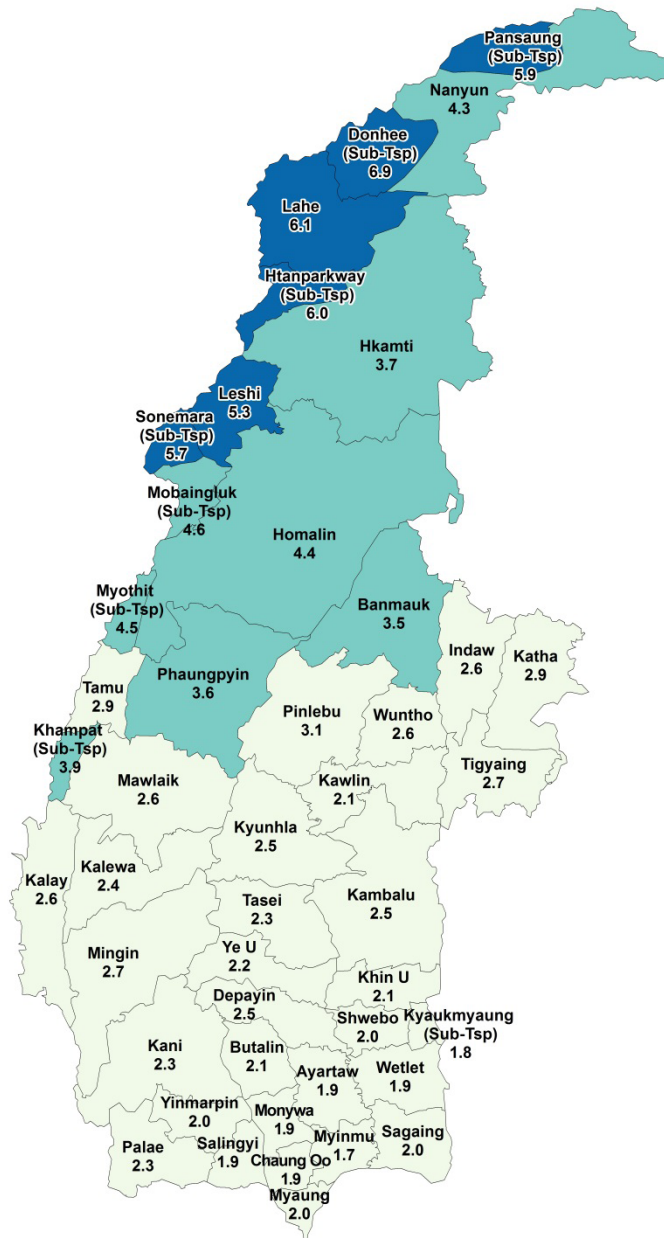 Pansaung
(Sub-Tsp)
5.9
Nanyun
4.3
Donhee
(Sub-Tsp)
6.9
Lahe
6.1
Htanparkway
(Sub-Tsp)
6.0
Hkamti
3.7
Leshi
5.3
Sonemara
(Sub-Tsp)
5.7
Mobaingluk
(Sub-Tsp)
4.6
Homalin
4.4
Myothit
(Sub-Tsp)
4.5
Banmauk
3.5
Indaw
2.6
Katha
2.9
Phaungpyin
3.6
Tamu
2.9
Pinlebu
3.1
Wuntho
2.6
Khampat
(Sub-Tsp)
3.9
Tigyaing
2.7
Mawlaik
2.6
Kawlin
2.1
Kyunhla
2.5
Kalewa
2.4
Kalay
2.6
Tasei
2.3
Kambalu
2.5
Mingin
2.7
Ye U
2.2
Khin U
2.1
Depayin
2.5
Shwebo
2.0
Kyaukmyaung
(Sub-Tsp)
1.8
Kani
2.3
Butalin
2.1
Ayartaw
1.9
Wetlet
1.9
Yinmarpin
2.0
Monywa
1.9
Palae
2.3
Salingyi
1.9
Chaung Oo
1.9
Myinmu
1.7
Sagaing
2.0
Myaung
2.0